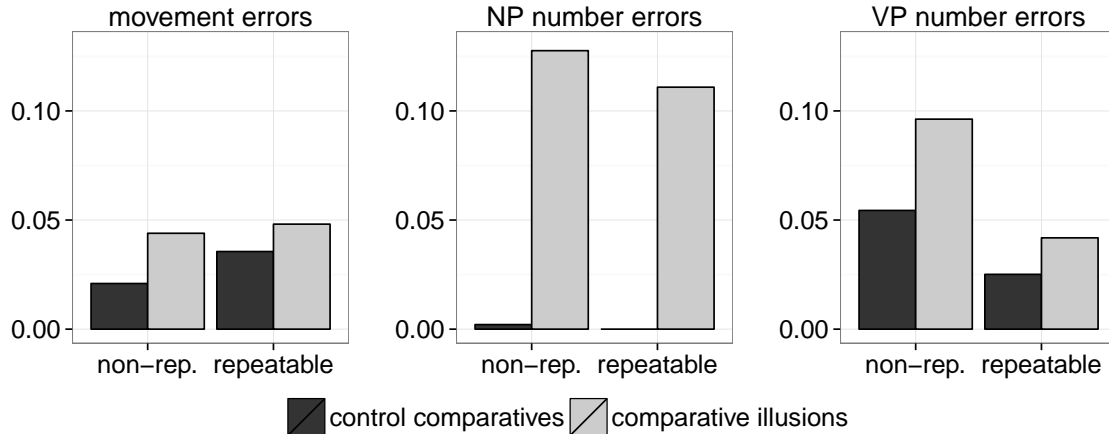 movement errors
NP number errors
VP number errors
0.10
0.05
0.00
non-rep. repeatable
0.10
0.05
0.00
non-rep. repeatable
0.10
0.05
0.00
non-rep. repeatable
control comparatives comparative illusions